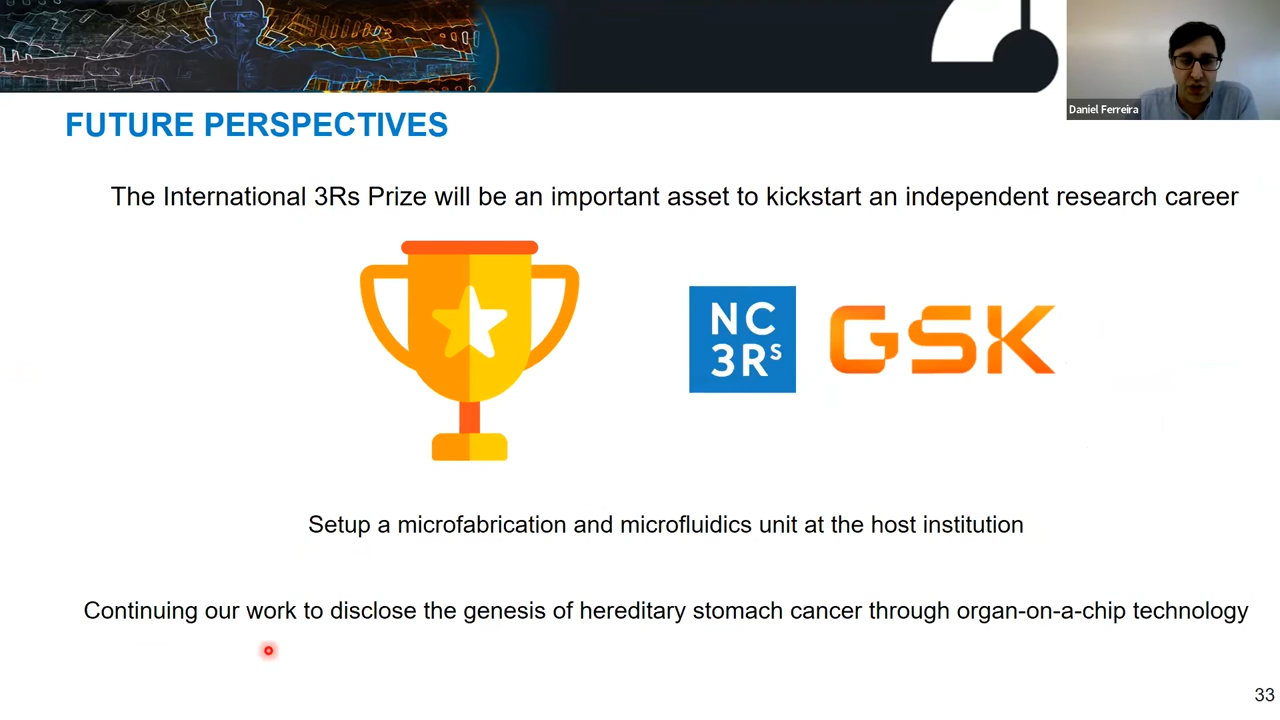 Daniel Ferreira
FUTURE PERSPECTIVES
The International 3Rs Prize will be an important asset to kickstart an independent research career
NC
3Rs
GSK
Setup a microfabrication and microfluidics unit at the host institution
Continuing our work to disclose the genesis of hereditary stomach cancer through organ-on-a-chip technology
33